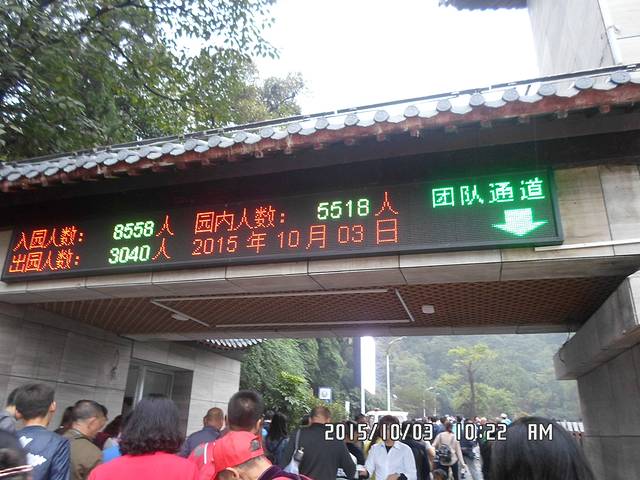 入园人数： 8558人 园内人数： 5518人 团队通道
出园人数： 3040人 2015年10月03日
2015/10/03 10:22 AM